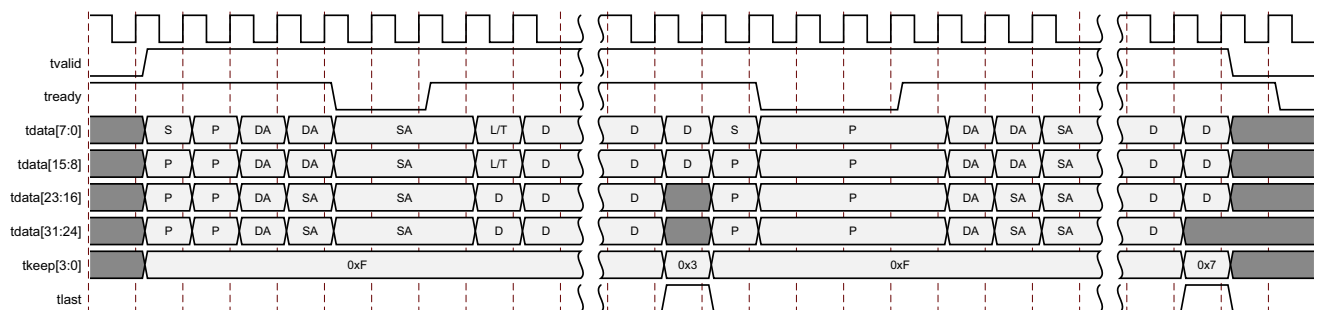 tvalid
tready
tdata[7:0] S P DA DA SA L/T D D D S P DA DA SA D D
tdata[15:8] P P DA DA SA L/T D D D P P DA DA SA D D
tdata[23:16] P P DA SA SA D D D P P DA SA SA D D
tdata[31:24] P P DA SA SA D D D P P DA SA SA D
tkeep[3:0] 0xF 0x3 0xF 0x7
tlast